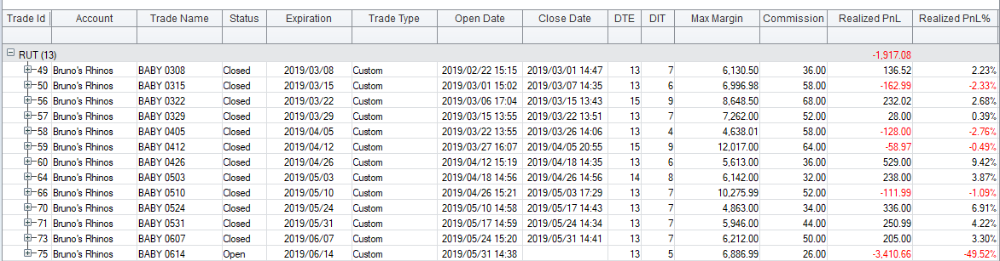 Trade Id Account Trade Name Status Expiration Trade Type Open Date Close Date DTE DIT Max Margin Commission Realized PnL Realized PnL%
RUT (13) -1,917.08
49 Bruno's Rhinos BABY 0308 Closed 2019/03/08 Custom 2019/02/22 15:15 2019/03/01 14:47 13 7 6,130.50 36.00 136.52 2.23%
50 Bruno's Rhinos BABY 0315 Closed 2019/03/15 Custom 2019/03/01 15:02 2019/03/07 14:35 13 6 6,996.98 58.00 -162.99 -2.33%
56 Bruno's Rhinos BABY 0322 Closed 2019/03/22 Custom 2019/03/06 17:04 2019/03/15 13:43 15 9 8,648.50 68.00 232.02 2.68%
57 Bruno's Rhinos BABY 0329 Closed 2019/03/29 Custom 2019/03/15 13:55 2019/03/22 13:51 13 7 7,262.00 52.00 28.00 0.39%
58 Bruno's Rhinos BABY 0405 Closed 2019/04/05 Custom 2019/03/22 13:55 2019/03/26 14:06 13 4 4,638.01 58.00 -128.00 -2.76%
59 Bruno's Rhinos BABY 0412 Closed 2019/04/12 Custom 2019/03/27 16:07 2019/04/05 20:55 15 9 12,017.00 64.00 -58.97 -0.49%
60 Bruno's Rhinos BABY 0426 Closed 2019/04/26 Custom 2019/04/12 15:19 2019/04/18 14:35 13 6 5,613.00 36.00 529.00 9.42%
64 Bruno's Rhinos BABY 0503 Closed 2019/05/03 Custom 2019/04/18 14:56 2019/04/26 14:32 14 8 6,142.00 32.00 238.00 3.87%
66 Bruno's Rhinos BABY 0510 Closed 2019/05/10 Custom 2019/04/26 15:21 2019/05/03 17:29 13 7 10,275.99 52.00 -111.99 -1.09%
70 Bruno's Rhinos BABY 0524 Closed 2019/05/24 Custom 2019/05/10 14:58 2019/05/17 14:43 13 7 4,863.00 34.00 336.00 6.91%
71 Bruno's Rhinos BABY 0531 Closed 2019/05/31 Custom 2019/05/17 14:59 2019/05/24 14:34 13 7 5,946.00 44.00 250.99 4.22%
73 Bruno's Rhinos BABY 0607 Closed 2019/06/07 Custom 2019/05/24 15:20 2019/05/31 14:41 13 7 6,212.00 50.00 205.00 3.30%
75 Bruno's Rhinos BABY 0614 Open 2019/06/14 Custom 2019/05/31 14:38 13 5 6,886.99 26.00 -3,410.66 -49.52%